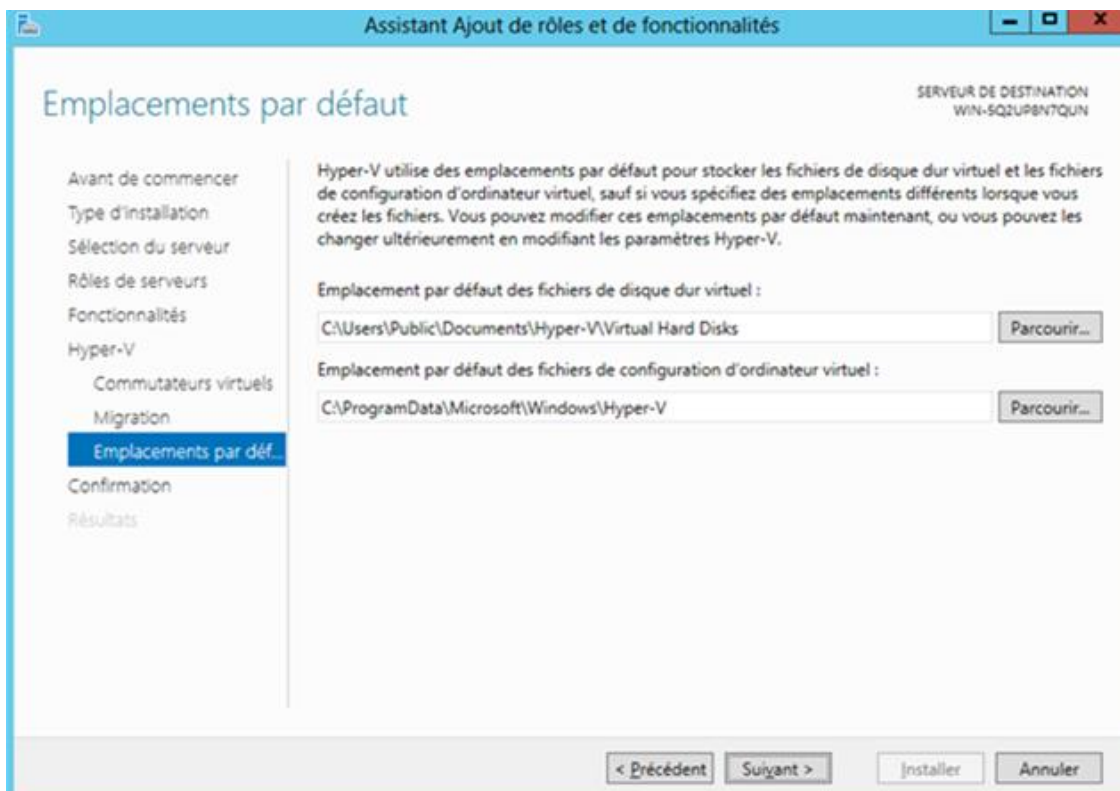 Assistant Ajout de rôles et de fonctionnalités
Emplacements par défaut
SERVEUR DE DESTINATION
WIN-5Q2UP8N7QUN
Avant de commencer
Type d'installation
Sélection du serveur
Rôles de serveurs
Fonctionnalités
Hyper-V
Commutateurs virtuels
Migration
Emplacements par déf...
Confirmation
Résultats
Hyper-V utilise des emplacements par défaut pour stocker les fichiers de disque dur virtuel et les fichiers
de configuration d'ordinateur virtuel, sauf si vous spécifiez des emplacements différents lorsque vous
créez les fichiers. Vous pouvez modifier ces emplacements par défaut maintenant, ou vous pouvez les
changer ultérieurement en modifiant les paramètres Hyper-V.
Emplacement par défaut des fichiers de disque dur virtuel :
C:\Users\Public\Documents\Hyper-V\Virtual Hard Disks
Parcourir...
Emplacement par défaut des fichiers de configuration d'ordinateur virtuel :
C:\ProgramData\Microsoft\Windows\Hyper-V
Parcourir...
< Précédent
Suivant >
Installer
Annuler